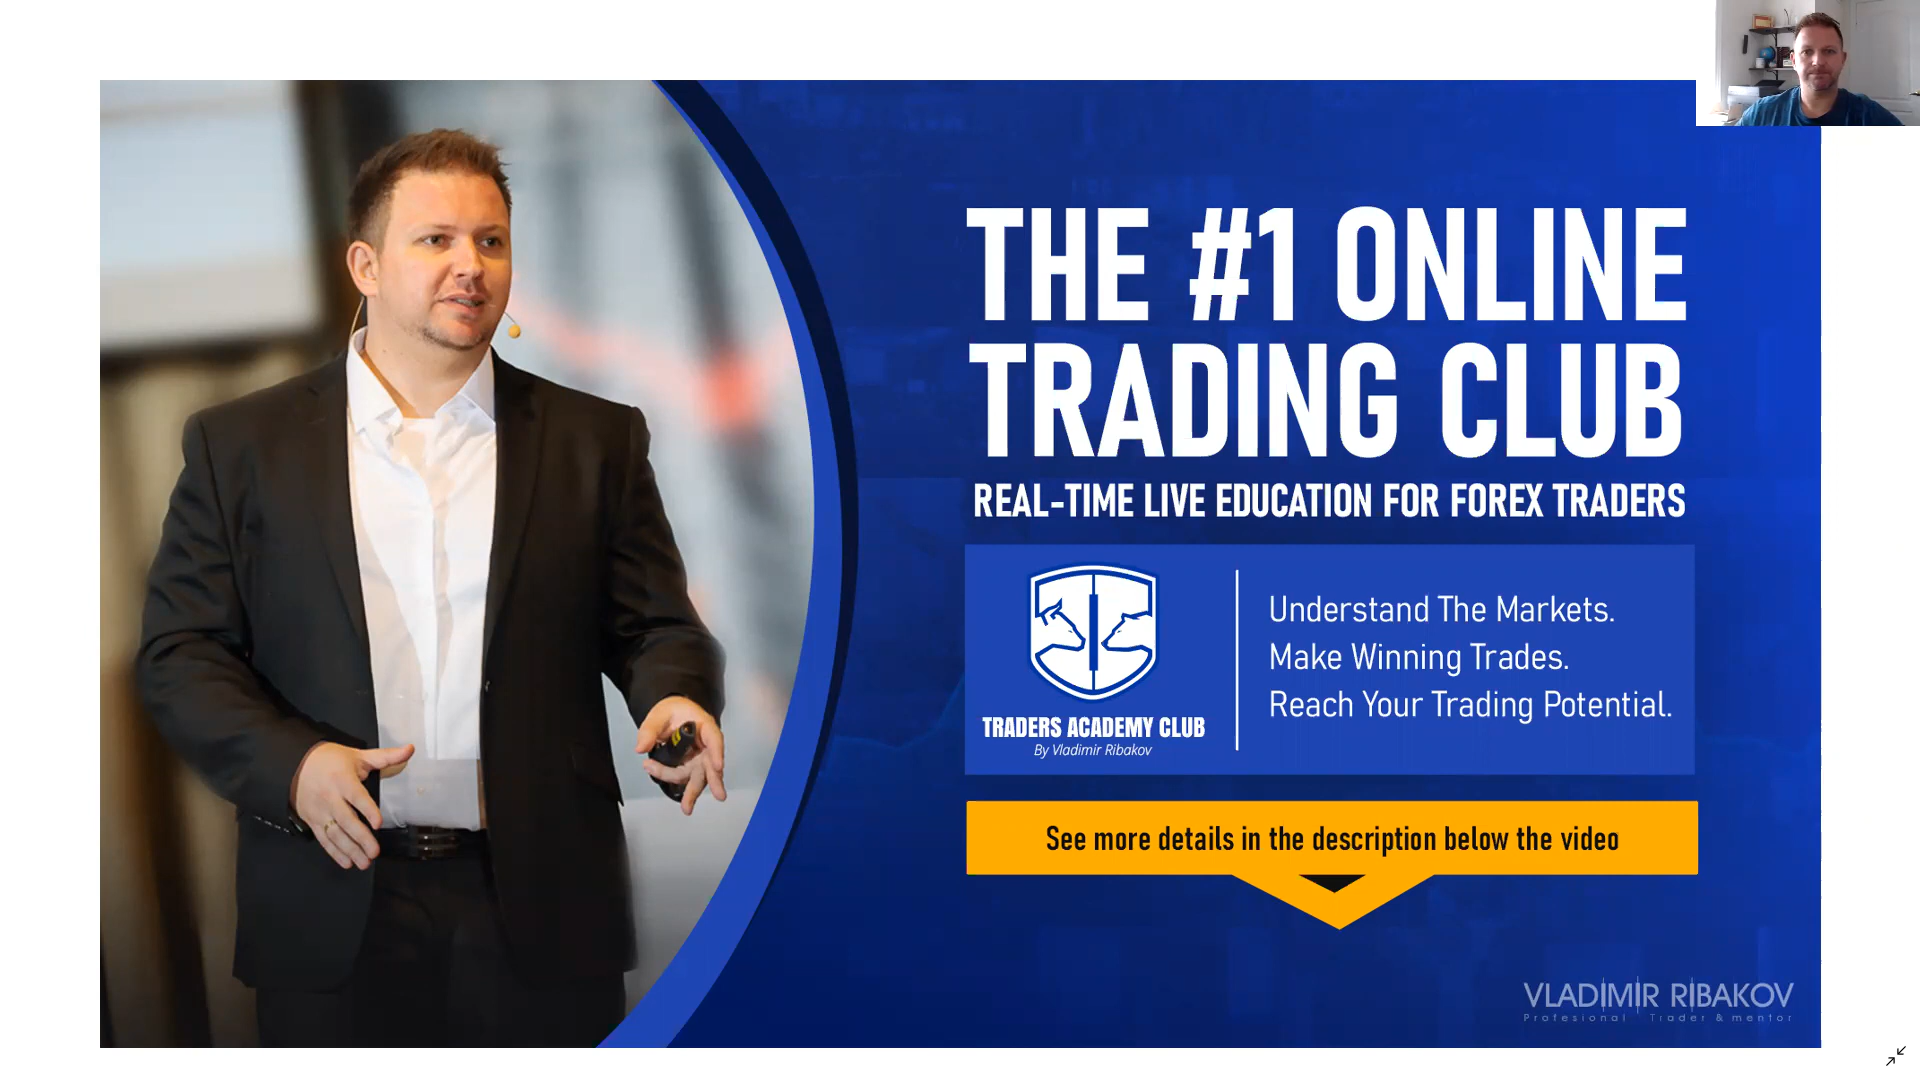 THE #1 ONLINE
TRADING CLUB
REAL-TIME LIVE EDUCATION FOR FOREX TRADERS
TRADERS ACADEMY CLUB
By Vladimir Ribakov
Understand The Markets.
Make Winning Trades.
Reach Your Trading Potential.
See more details in the description below the video
VLADIMIR RIBAKOV
Profesional Trader & mentor